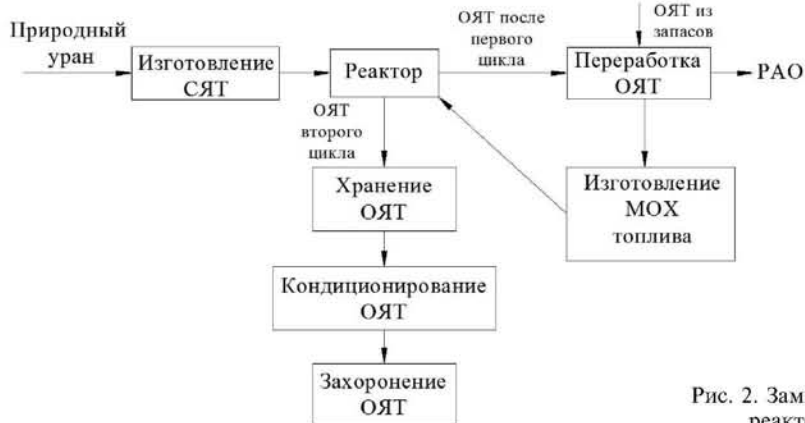 Природный
уран
Изготовление
СЯТ
Реактор
ОЯТ после
первого
цикла
ОЯТ из
запасов
Переработка
ОЯТ
РАО
ОЯТ
второго
цикла
Хранение
ОЯТ
Изготовление
МОХ
топлива
Кондиционирование
ОЯТ
Захоронение
ОЯТ
Рис. 2. Зам
реакт